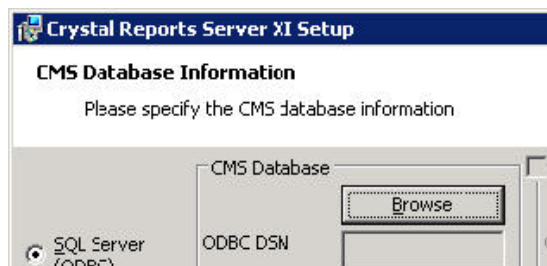 Crystal Reports Server XI Setup
CMS Database Information
Please specify the CMS database information
CMS Database
Browse
SQL Server
(ODBC)
ODBC DSN